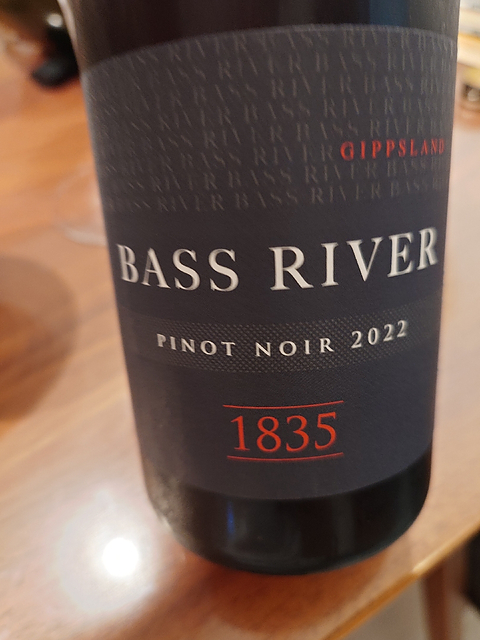 GIPPSLAND
BASS RIVER
PINOT NOIR 2022
1835